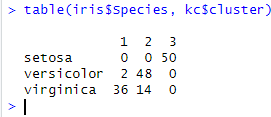 > table(iris$Species, kc$cluster)
1 2 3
setosa 0 0 50
versicolor 2 48 0
virginica 36 14 0
>